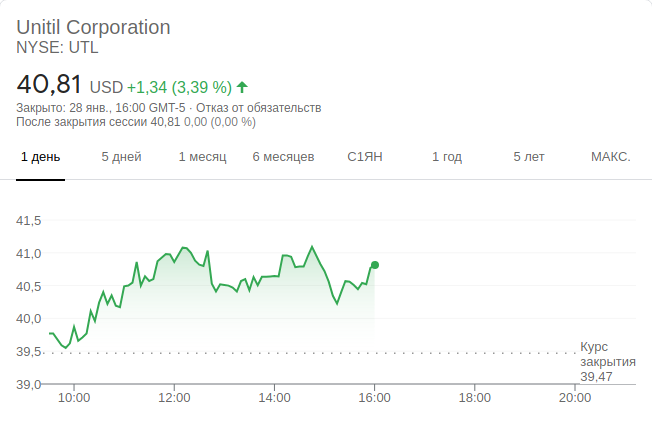 Unitil Corporation
NYSE: UTL
40,81 USD +1,34 (3,39 %)
Закрыто: 28 янв., 16:00 GMT-5 · Отказ от обязательств
После закрытия сессии 40,81 0,00 (0,00 %)
1 день 5 дней 1 месяц 6 месяцев С1ЯН 1 год 5 лет МАКС.
41,5
41,0
40,5
40,0
39,5
Курс
закрытия
39,47
39,0
10:00 12:00 14:00 16:00 18:00 20:00